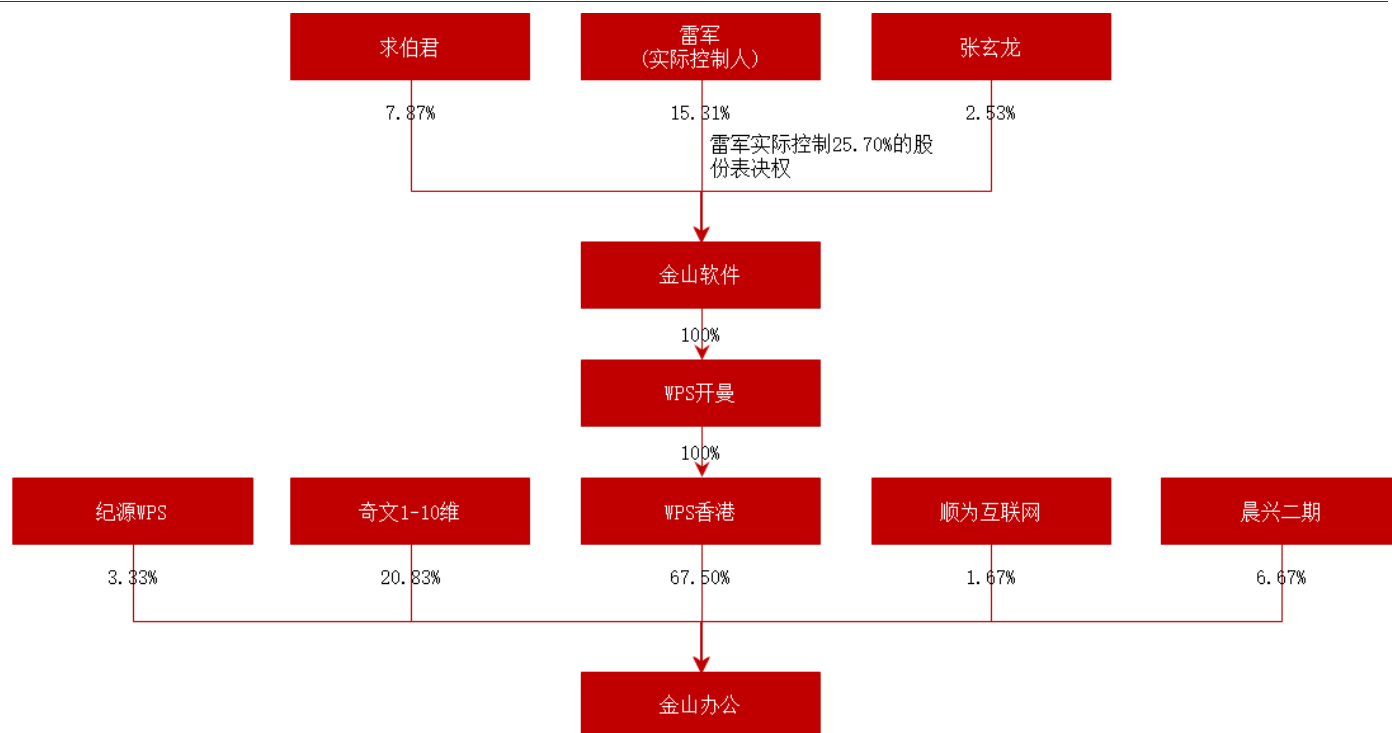 求伯君
雷军
(实际控制人)
张玄龙
7.87%
15.31%
2.53%
雷军实际控制25.70%的股
份表决权
金山软件
100%
WPS开曼
100%
纪源WPS
奇文1-10维
WPS香港
顺为互联网
晨兴二期
3.33%
20.83%
67.50%
1.67%
6.67%
金山办公